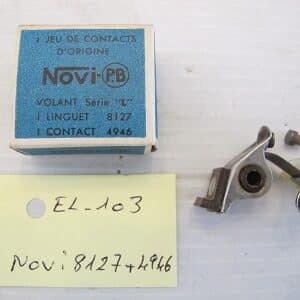 1 JEU DE CONTACTS
D'ORIGINE
NOVI-PB
VOLANT Série "L"
1 LINGUET 8127
1 CONTACT 4946
EL-103
Novi 8127+4946